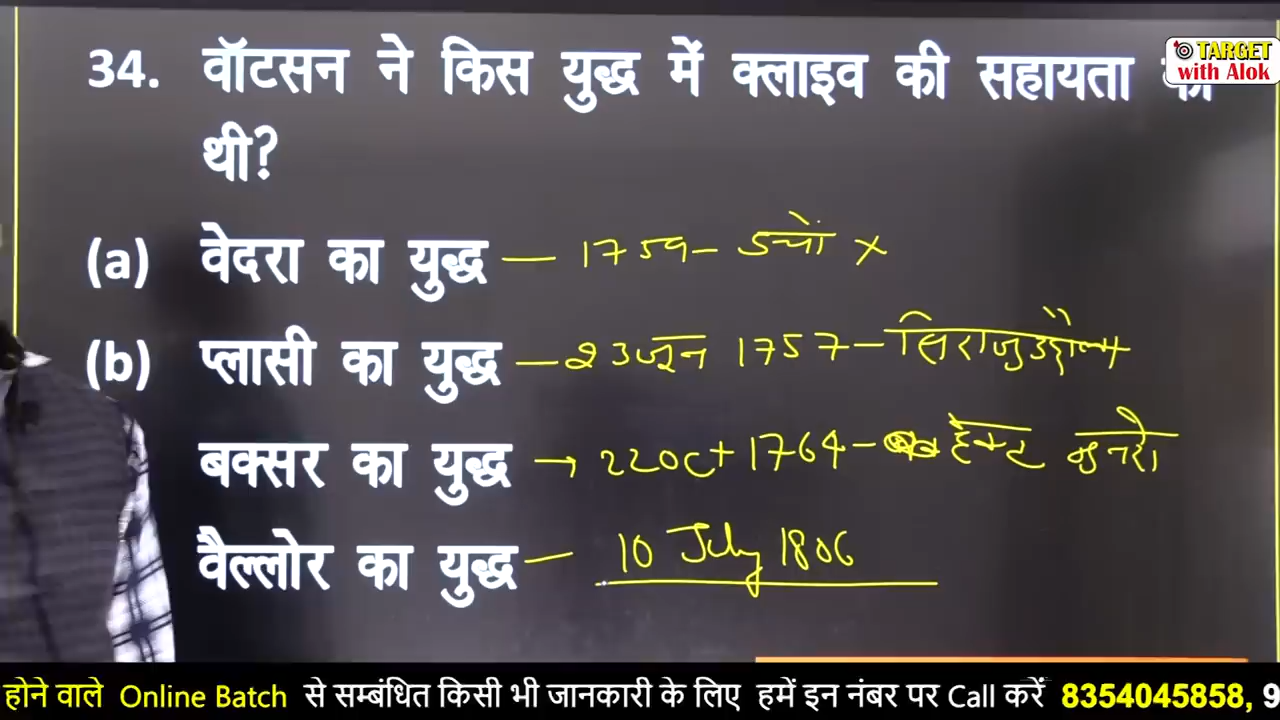 TARGET
with Alok
34. वॉटसन ने किस युद्ध में क्लाइव की सहायता की
थी?
(a) वेदरा का युद्ध — 1759 - डचों ×
(b) प्लासी का युद्ध — 23 जून 1757 - सिराजुद्दौला
बक्सर का युद्ध → 22 Oct 1764 - हेक्टर मुनरो
वैल्लोर का युद्ध — 10 July 1806
होने वाले Online Batch से सम्बंधित किसी भी जानकारी के लिए हमें इन नंबर पर Call करें 8354045858, 9